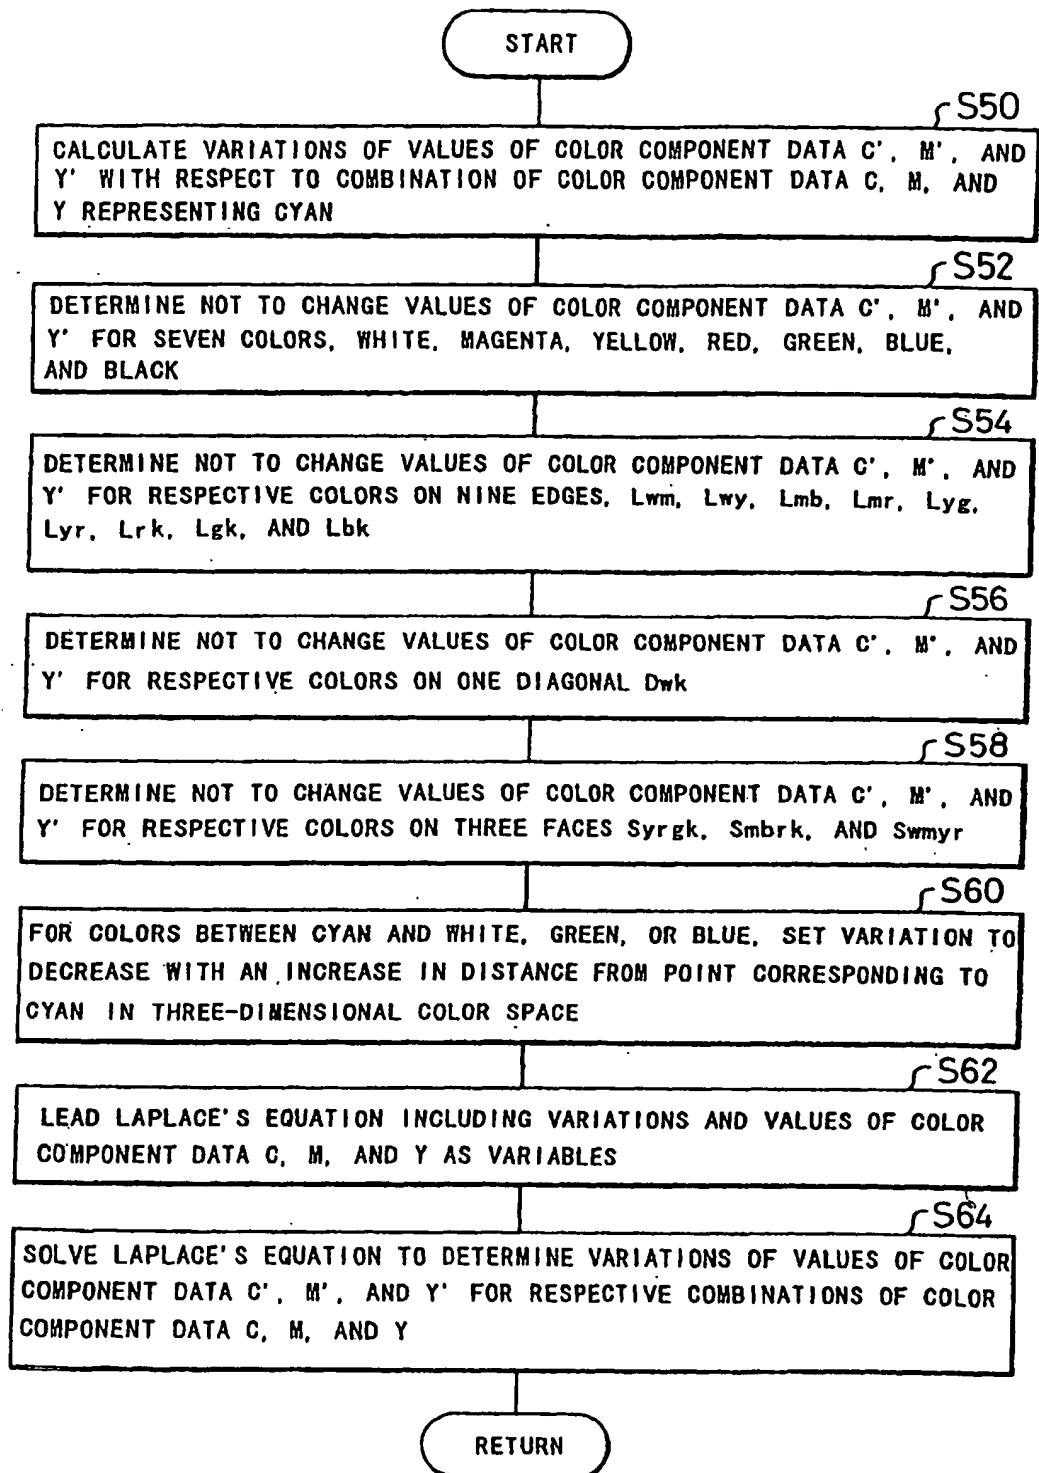 START
S50
CALCULATE VARIATIONS OF VALUES OF COLOR COMPONENT DATA C', M', AND
Y' WITH RESPECT TO COMBINATION OF COLOR COMPONENT DATA C, M, AND
Y REPRESENTING CYAN
S52
DETERMINE NOT TO CHANGE VALUES OF COLOR COMPONENT DATA C', M', AND
Y' FOR SEVEN COLORS, WHITE, MAGENTA, YELLOW, RED, GREEN, BLUE,
AND BLACK
S54
DETERMINE NOT TO CHANGE VALUES OF COLOR COMPONENT DATA C', M', AND
Y' FOR RESPECTIVE COLORS ON NINE EDGES, Lwm, Lwy, Lmb, Lmr, Lyg,
Lyr, Lrk, Lgk, AND Lbk
S56
DETERMINE NOT TO CHANGE VALUES OF COLOR COMPONENT DATA C', M', AND
Y' FOR RESPECTIVE COLORS ON ONE DIAGONAL Dwk
S58
DETERMINE NOT TO CHANGE VALUES OF COLOR COMPONENT DATA C', M', AND
Y' FOR RESPECTIVE COLORS ON THREE FACES Syrgk, Smbrk, AND Swmyr
S60
FOR COLORS BETWEEN CYAN AND WHITE, GREEN, OR BLUE, SET VARIATION TO
DECREASE WITH AN INCREASE IN DISTANCE FROM POINT CORRESPONDING TO
CYAN IN THREE-DIMENSIONAL COLOR SPACE
S62
LEAD LAPLACE'S EQUATION INCLUDING VARIATIONS AND VALUES OF COLOR
COMPONENT DATA C, M, AND Y AS VARIABLES
S64
SOLVE LAPLACE'S EQUATION TO DETERMINE VARIATIONS OF VALUES OF COLOR
COMPONENT DATA C', M', AND Y' FOR RESPECTIVE COMBINATIONS OF COLOR
COMPONENT DATA C, M, AND Y
RETURN